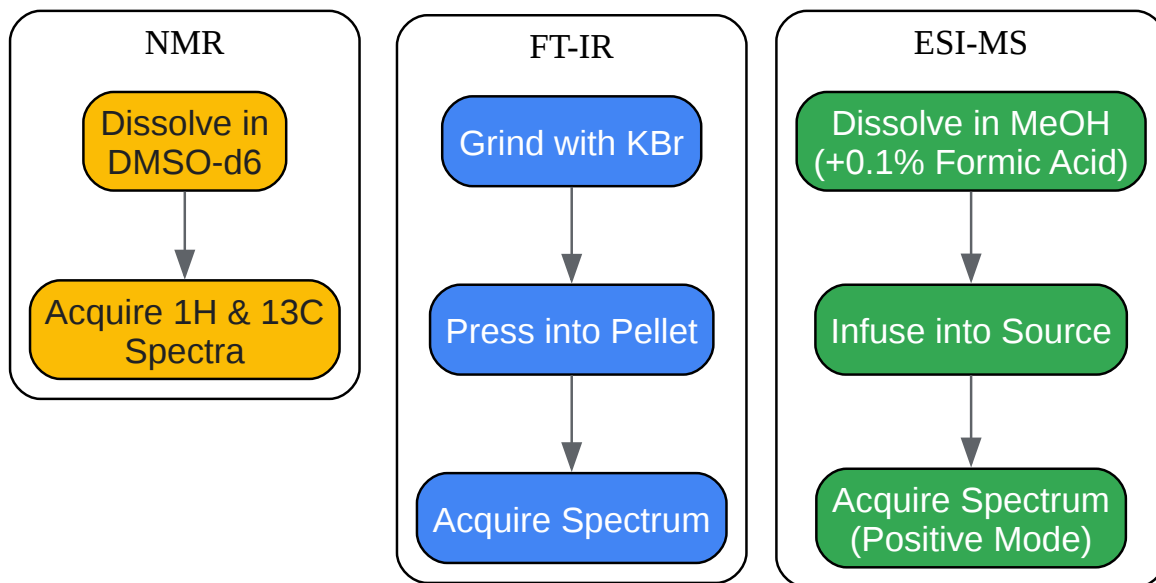 NMR
Dissolve in
DMSO-d6
Acquire 1H & 13C
Spectra
FT-IR
Grind with KBr
Press into Pellet
Acquire Spectrum
ESI-MS
Dissolve in MeOH
(+0.1% Formic Acid)
Infuse into Source
Acquire Spectrum
(Positive Mode)